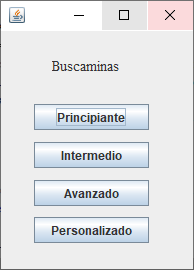 Buscaminas
Principiante
Intermedio
Avanzado
Personalizado